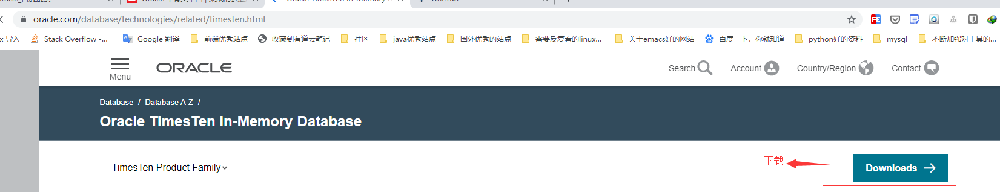 oracle.com/database/technologies/related/timesten.html
导入 Stack Overflow -... Google 翻译 前端优秀站点 收藏到有道云笔记 社区 java优秀站点 国外优秀的站点 需要反复看的linux... 关于emacs好的网站 百度一下，你就知道 python好的资料 mysql 不断加强对工具的...
Menu
ORACLE
Search Account Country/Region Contact
Database / Database A-Z /
Oracle TimesTen In-Memory Database
TimesTen Product Family
下载
Downloads